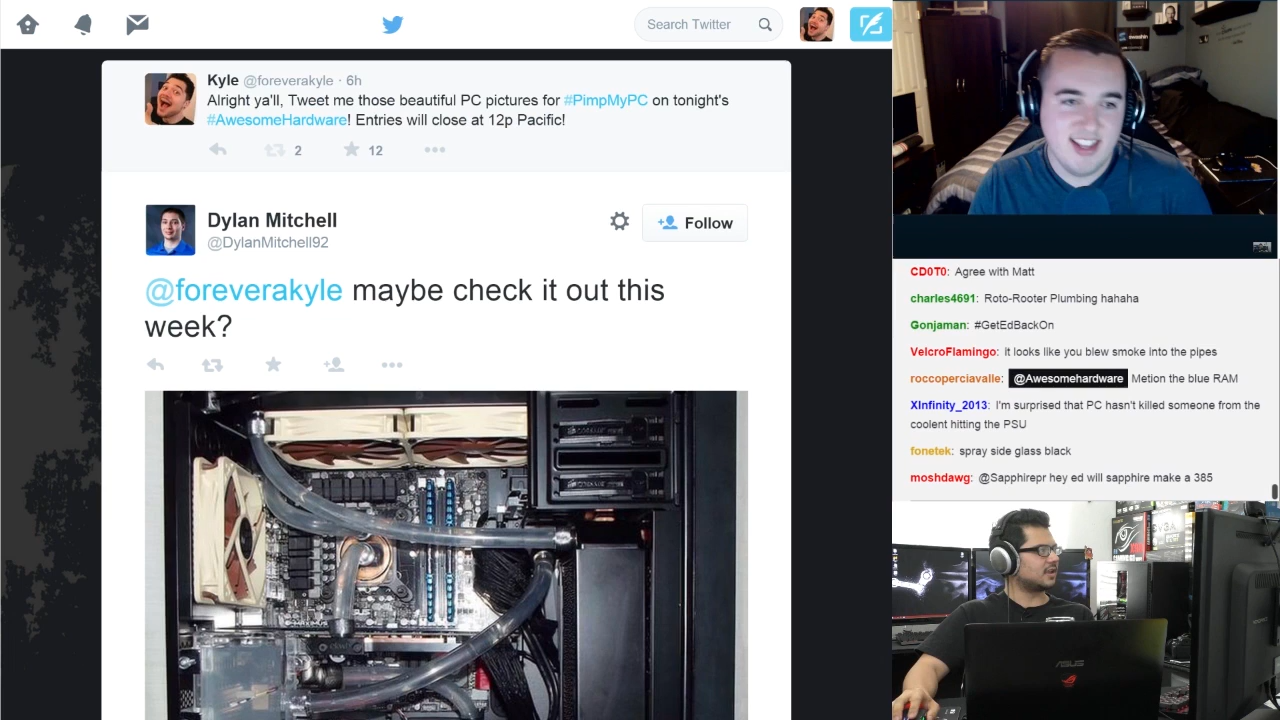 Search Twitter
Kyle @foreverakyle · 6h
Alright ya'll, Tweet me those beautiful PC pictures for #PimpMyPC on tonight's
#AwesomeHardware! Entries will close at 12p Pacific!
2
12
Dylan Mitchell
@DylanMitchell92
Follow
@foreverakyle maybe check it out this
week?
CD0T0: Agree with Matt
charles4691: Roto-Rooter Plumbing hahaha
Gonjaman: #GetEdBackOn
VelcroFlamingo: it looks like you blew smoke into the pipes
roccoperciavalle: @Awesomehardware Metion the blue RAM
XInfinity_2013: I'm surprised that PC hasn't killed someone from the
coolent hitting the PSU
fonetek: spray side glass black
moshdawg: @Sapphirepr hey ed will sapphire make a 385
EVGA
ASUS